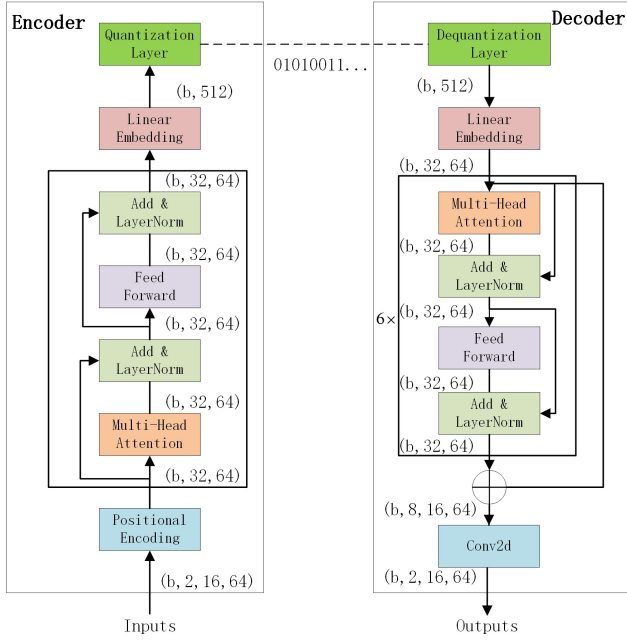 Encoder
Quantization
Layer
(b, 512)
Linear
Embedding
(b, 32, 64)
Add &
LayerNorm
(b, 32, 64)
Feed
Forward
(b, 32, 64)
Add &
LayerNorm
(b, 32, 64)
Multi-Head
Attention
(b, 32, 64)
Positional
Encoding
(b, 2, 16, 64)
Inputs
01010011...
Decoder
Dequantization
Layer
(b, 512)
Linear
Embedding
(b, 32, 64)
Multi-Head
Attention
(b, 32, 64)
Add &
LayerNorm
6×
(b, 32, 64)
Feed
Forward
(b, 32, 64)
Add &
LayerNorm
(b, 32, 64)
(b, 8, 16, 64)
Conv2d
(b, 2, 16, 64)
Outputs